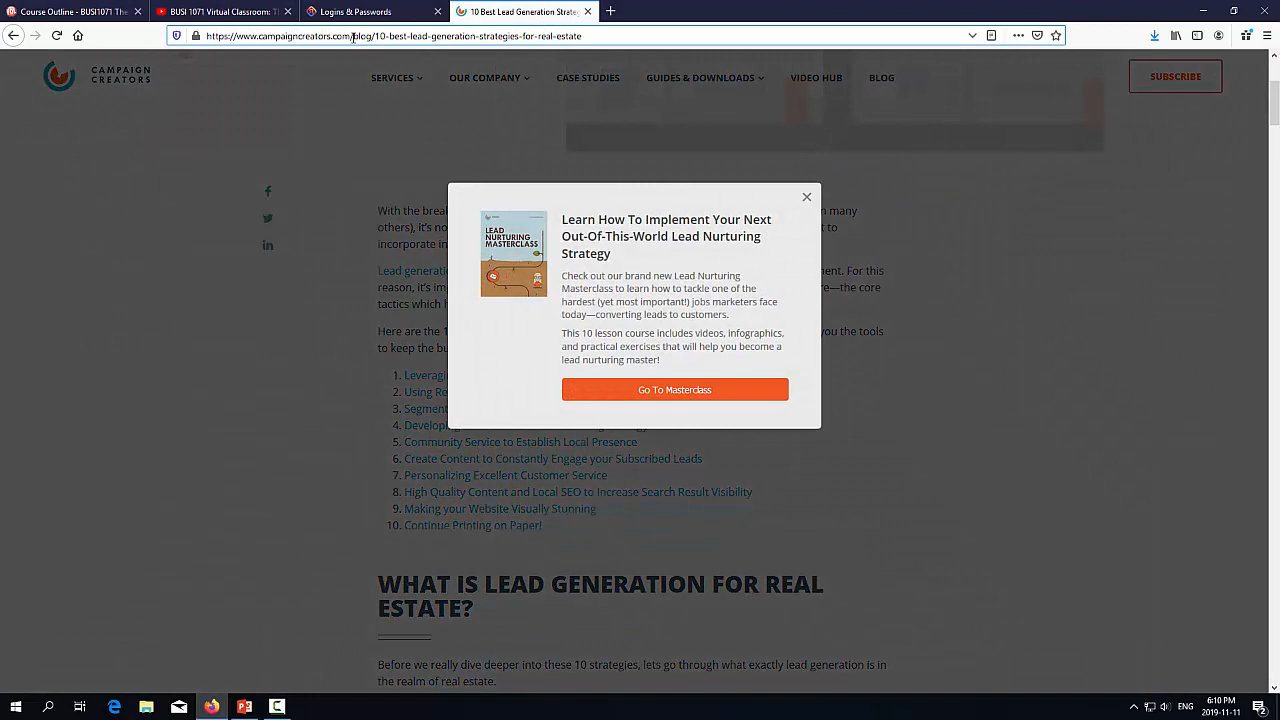 Course Outline - BUSI1071 The
BUSI 1071 Virtual Classroom: Th
Logins & Passwords
10 Best Lead Generation Strateg
https://www.campaigncreators.com/blog/10-best-lead-generation-strategies-for-real-estate
CAMPAIGN
CREATORS
SERVICES
OUR COMPANY
CASE STUDIES
GUIDES & DOWNLOADS
VIDEO HUB
BLOG
SUBSCRIBE
With the break
n many
others), it's no
t to
incorporate in
Lead generatio
ment. For this
reason, it's im
re—the core
tactics which h
Here are the 1
you the tools
to keep the bu
1. Leveragi
2. Using Re
3. Segment
4. Developi
5. Community Service to Establish Local Presence
6. Create Content to Constantly Engage your Subscribed Leads
7. Personalizing Excellent Customer Service
8. High Quality Content and Local SEO to Increase Search Result Visibility
9. Making your Website Visually Stunning
10. Continue Printing on Paper!
LEAD
NURTURING
MASTERCLASS
Learn How To Implement Your Next
Out-Of-This-World Lead Nurturing
Strategy
Check out our brand new Lead Nurturing
Masterclass to learn how to tackle one of the
hardest (yet most important!) jobs marketers face
today—converting leads to customers.
This 10 lesson course includes videos, infographics,
and practical exercises that will help you become a
lead nurturing master!
Go To Masterclass
WHAT IS LEAD GENERATION FOR REAL
ESTATE?
Before we really dive deeper into these 10 strategies, lets go through what exactly lead generation is in
the realm of real estate.
ENG
6:10 PM
2019-11-11
2